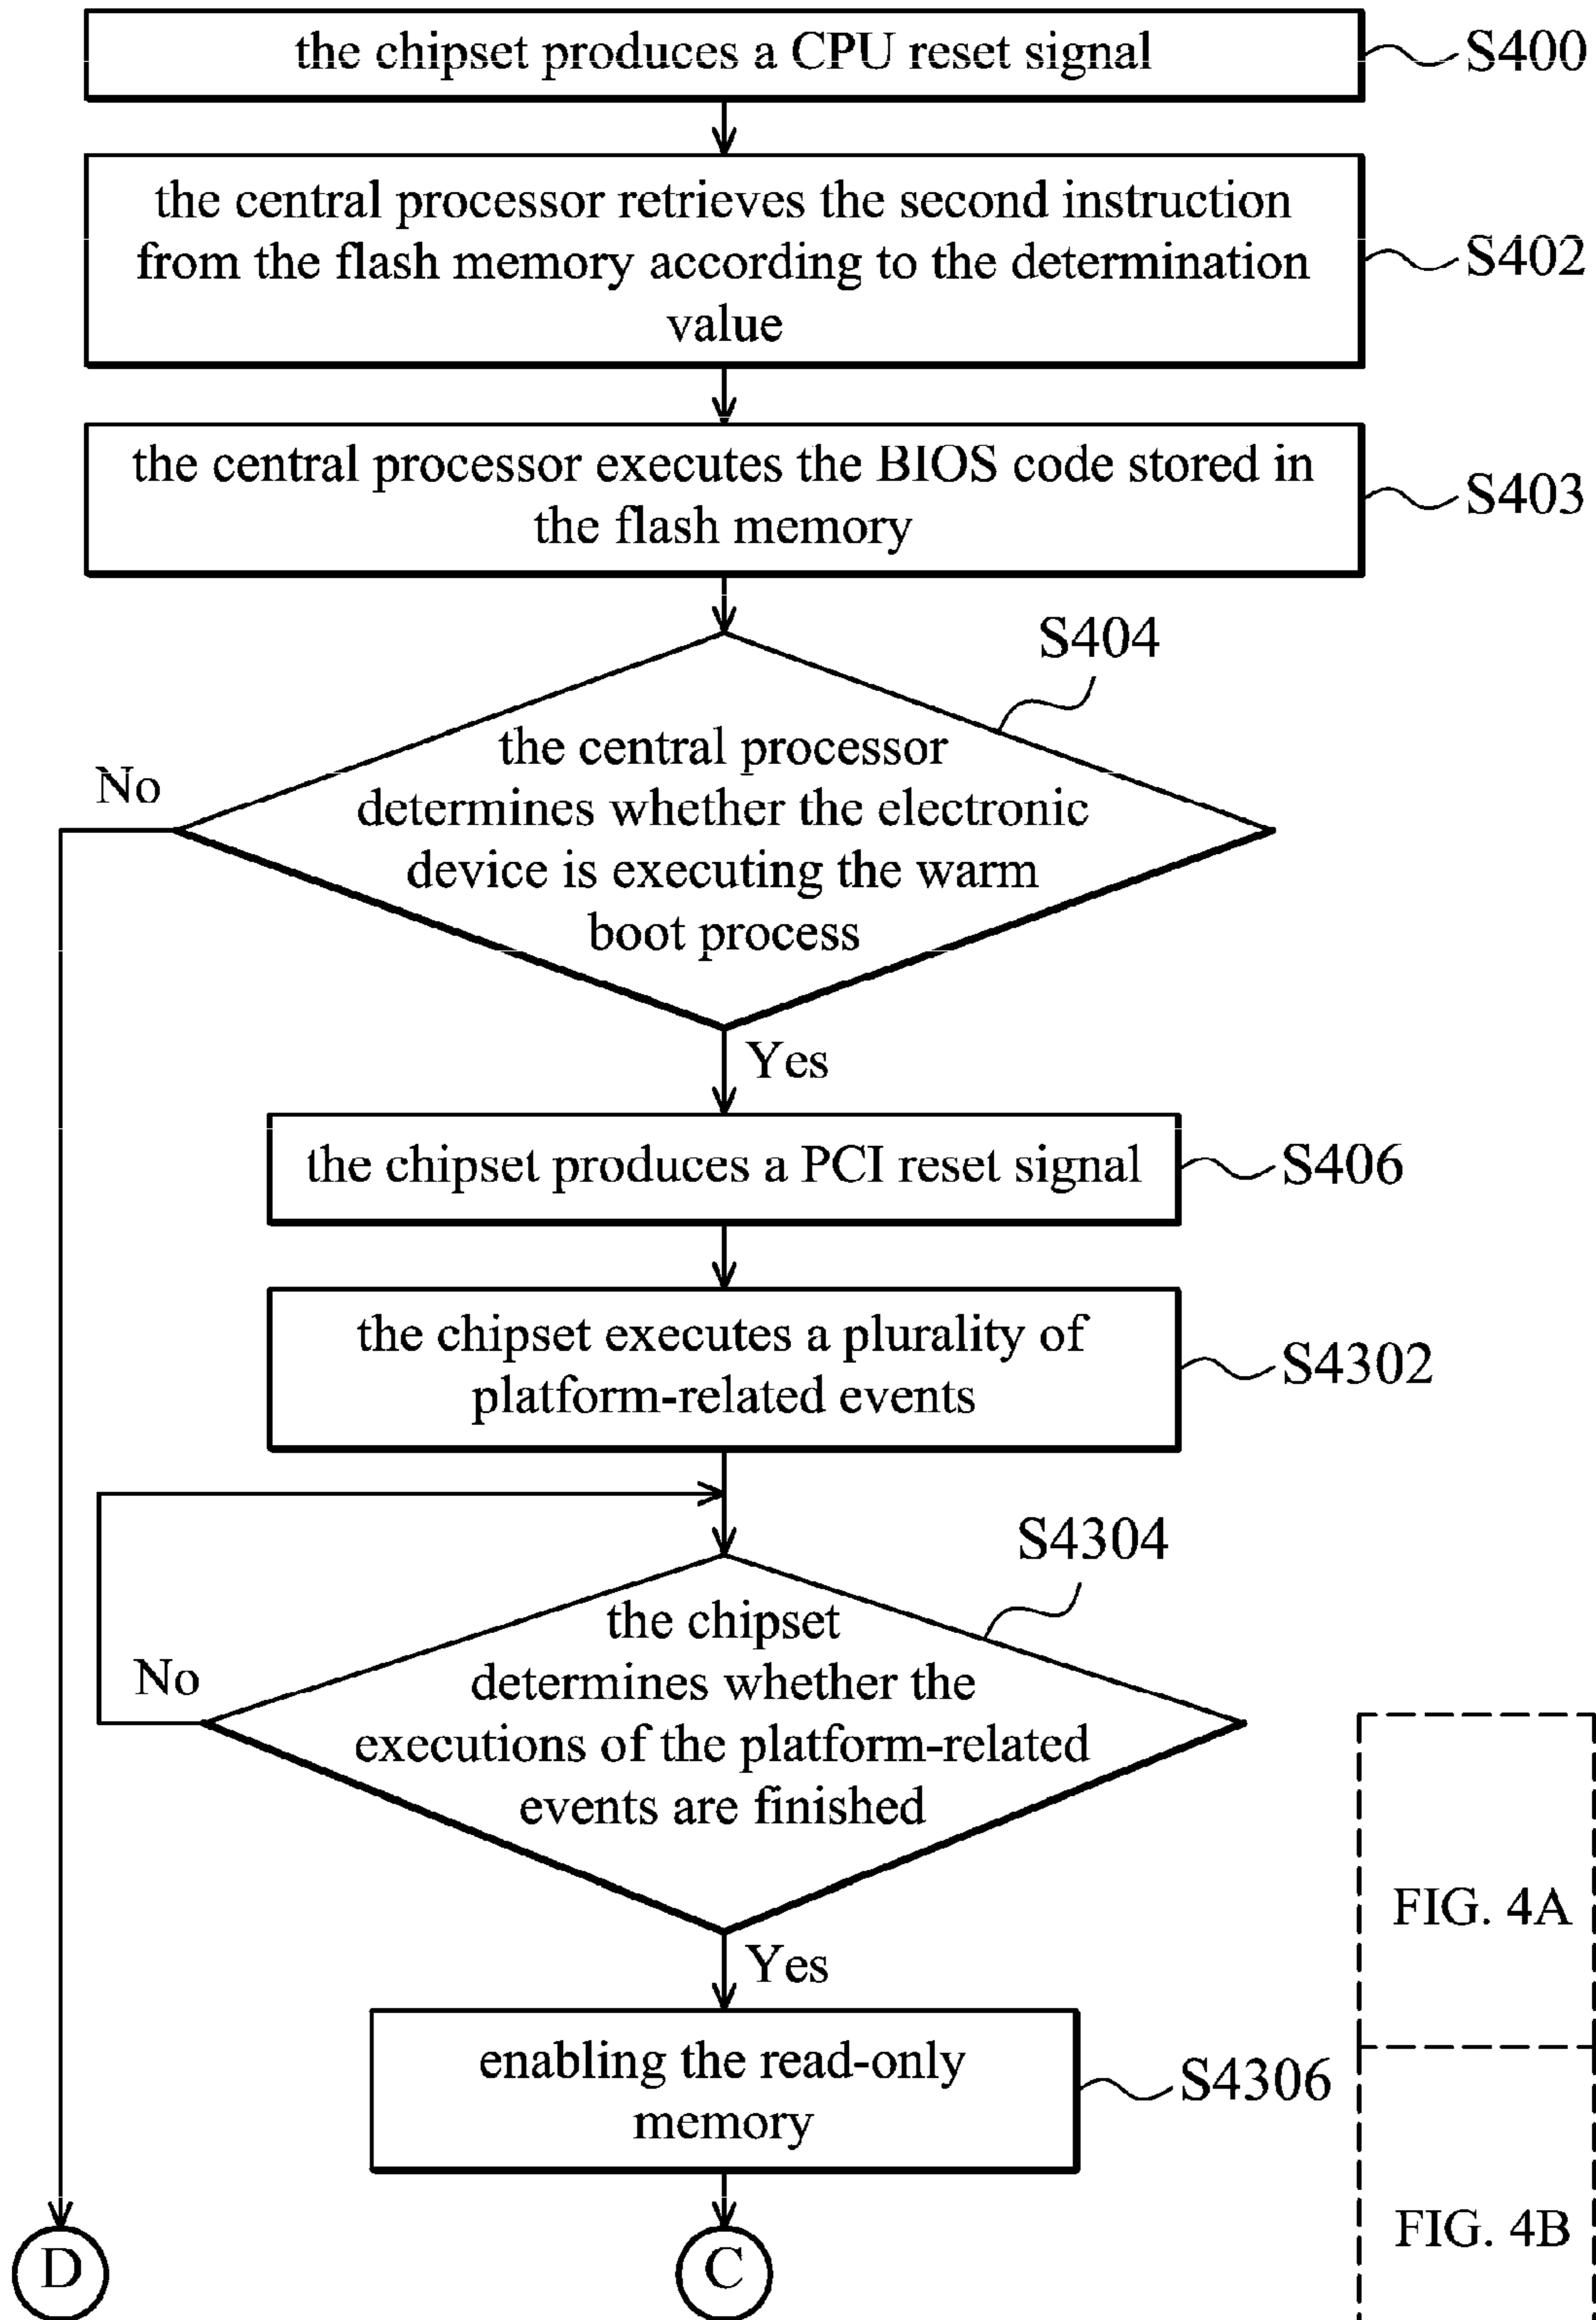 the chipset produces a CPU reset signal
S400
the central processor retrieves the second instruction
from the flash memory according to the determination
value
S402
the central processor executes the BIOS code stored in
the flash memory
S403
S404
the central processor
determines whether the electronic
device is executing the warm
boot process
No
Yes
the chipset produces a PCI reset signal
S406
the chipset executes a plurality of
platform-related events
S4302
S4304
the chipset
determines whether the
executions of the platform-related
events are finished
No
Yes
enabling the read-only
memory
S4306
D
C
FIG. 4A
FIG. 4B